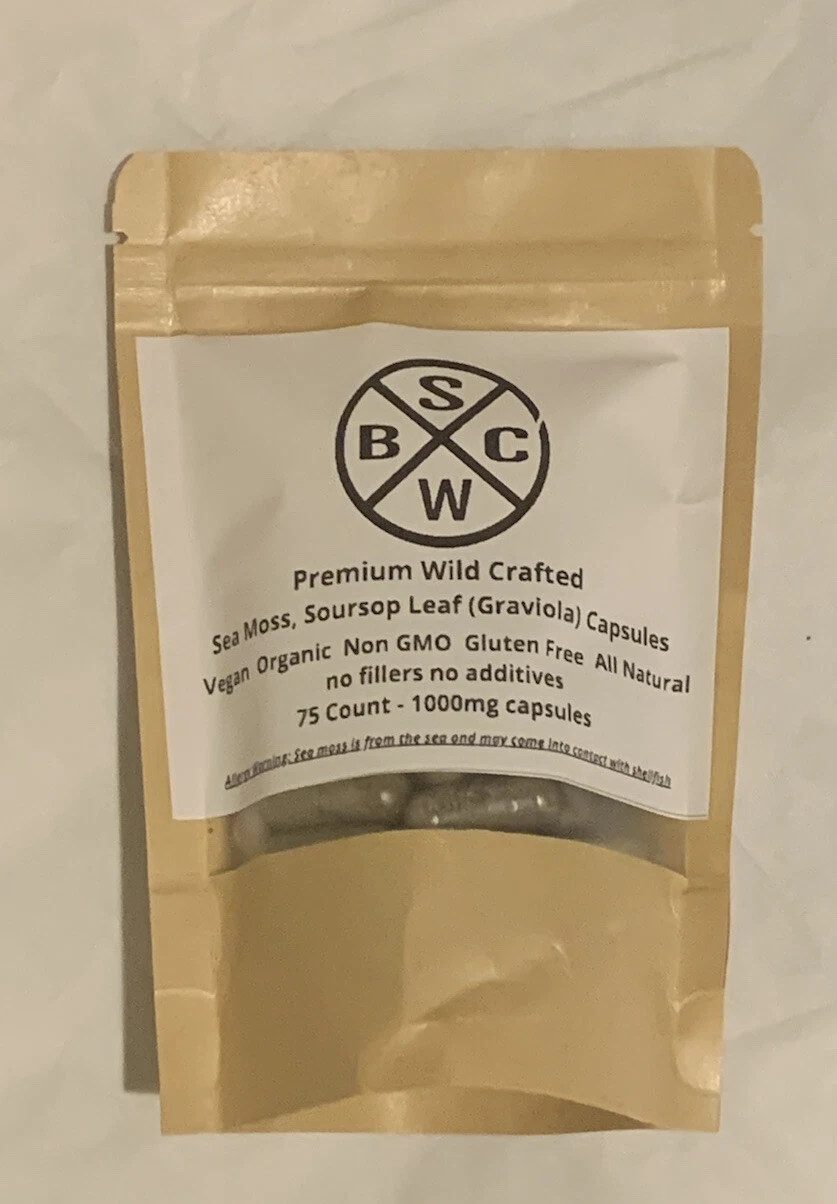 S
B C
W
Premium Wild Crafted
Sea Moss, Soursop Leaf (Graviola) Capsules
Vegan Organic Non GMO Gluten Free All Natural
no fillers no additives
75 Count - 1000mg capsules
Allergy Warning: Sea moss is from the sea and may come into contact with shellfish